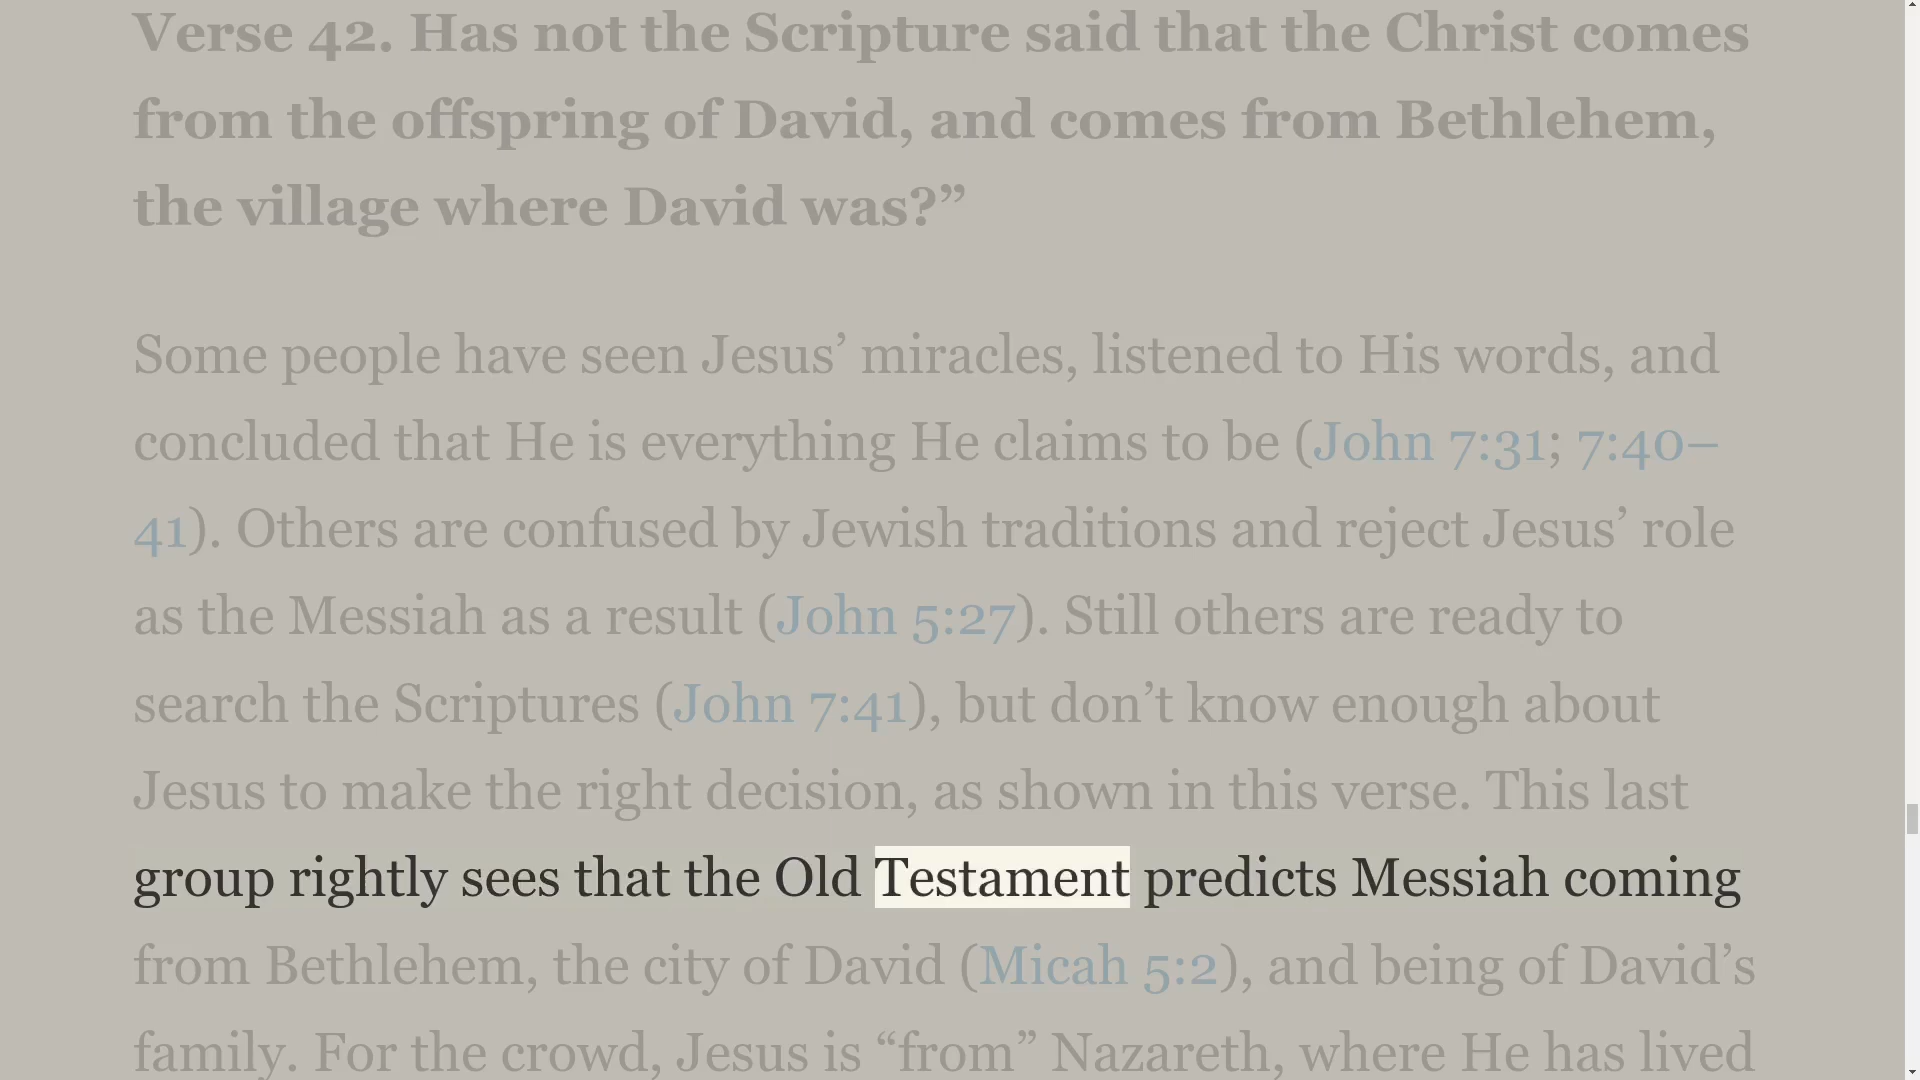 Verse 42. Has not the Scripture said that the Christ comes
from the offspring of David, and comes from Bethlehem,
the village where David was?”
Some people have seen Jesus’ miracles, listened to His words, and
concluded that He is everything He claims to be (John 7:31; 7:40–
41). Others are confused by Jewish traditions and reject Jesus’ role
as the Messiah as a result (John 5:27). Still others are ready to
search the Scriptures (John 7:41), but don’t know enough about
Jesus to make the right decision, as shown in this verse. This last
group rightly sees that the Old Testament predicts Messiah coming
from Bethlehem, the city of David (Micah 5:2), and being of David’s
family. For the crowd, Jesus is “from” Nazareth, where He has lived